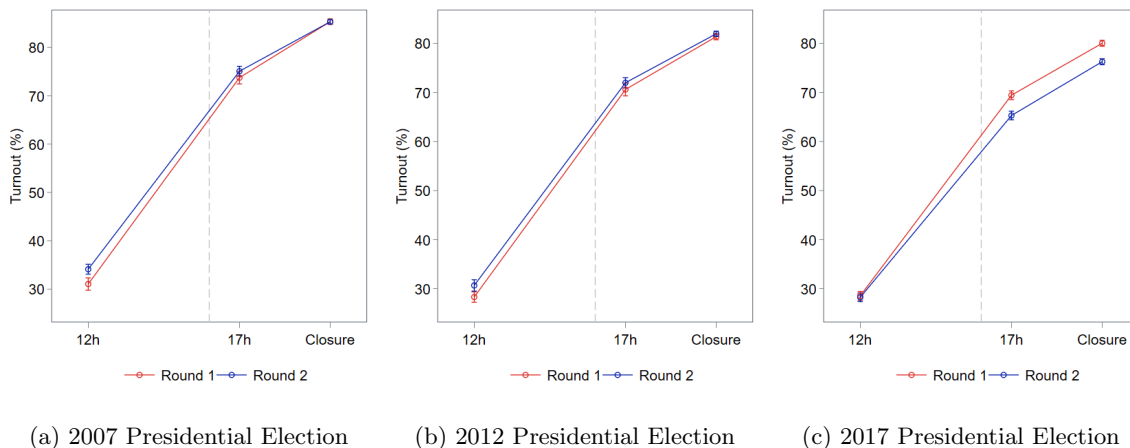 Turnout (%)
80
70
60
50
40
30
12h 17h Closure
Round 1 Round 2
(a) 2007 Presidential Election
Turnout (%)
80
70
60
50
40
30
12h 17h Closure
Round 1 Round 2
(b) 2012 Presidential Election
Turnout (%)
80
70
60
50
40
30
12h 17h Closure
Round 1 Round 2
(c) 2017 Presidential Election